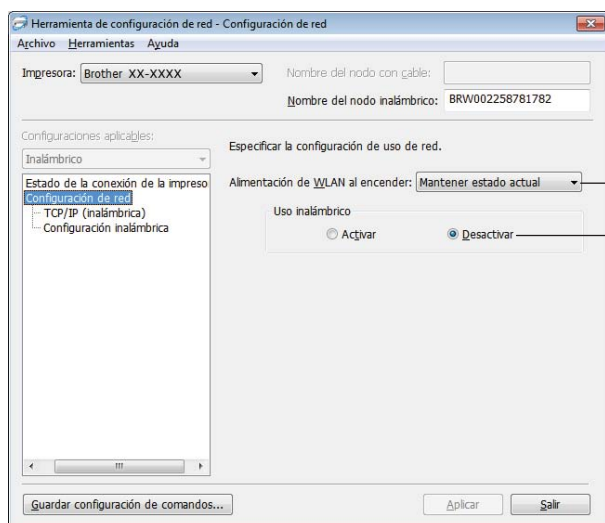 Herramienta de configuración de red - Configuración de red
Archivo Herramientas Ayuda
Impresora: Brother XX-XXXX
Nombre del nodo con cable:
Nombre del nodo inalámbrico: BRW002258781782
Configuraciones aplicables:
Inalámbrico
Estado de la conexión de la impreso
Configuración de red
TCP/IP (inalámbrica)
Configuración inalámbrica
Especificar la configuración de uso de red.
Alimentación de WLAN al encender: Mantener estado actual
Uso inalámbrico
Activar Desactivar
Guardar configuración de comandos... Aplicar Salir